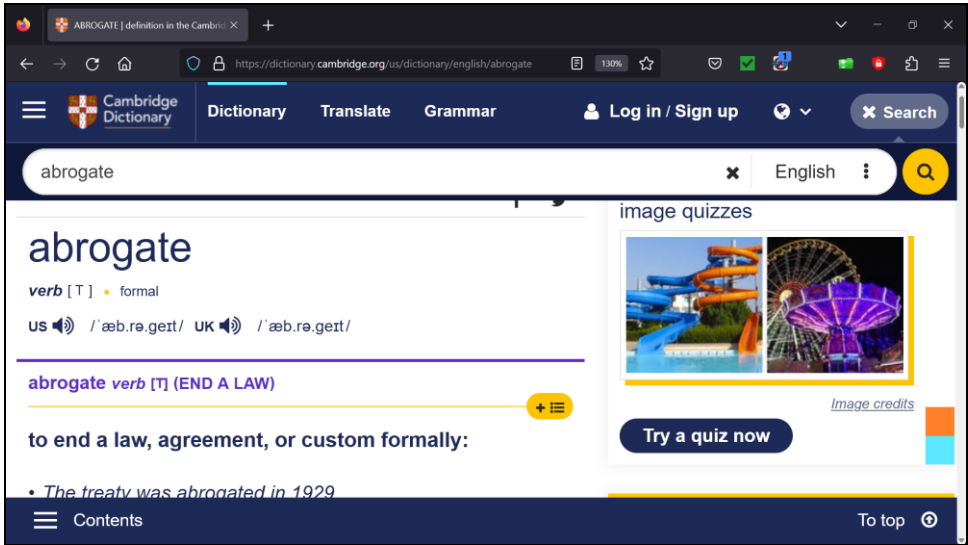 ABROGATE | definition in the Cambrid
https://dictionary.cambridge.org/us/dictionary/english/abrogate
130%
1
Cambridge
Dictionary
Dictionary Translate Grammar Log in / Sign up Search
abrogate English
abrogate
verb [ T ] • formal
US /ˈæb.rə.ɡeɪt/ UK /ˈæb.rə.ɡeɪt/
abrogate verb [T] (END A LAW)
to end a law, agreement, or custom formally:
• The treaty was abrogated in 1929
image quizzes
Image credits
Try a quiz now
Contents To top